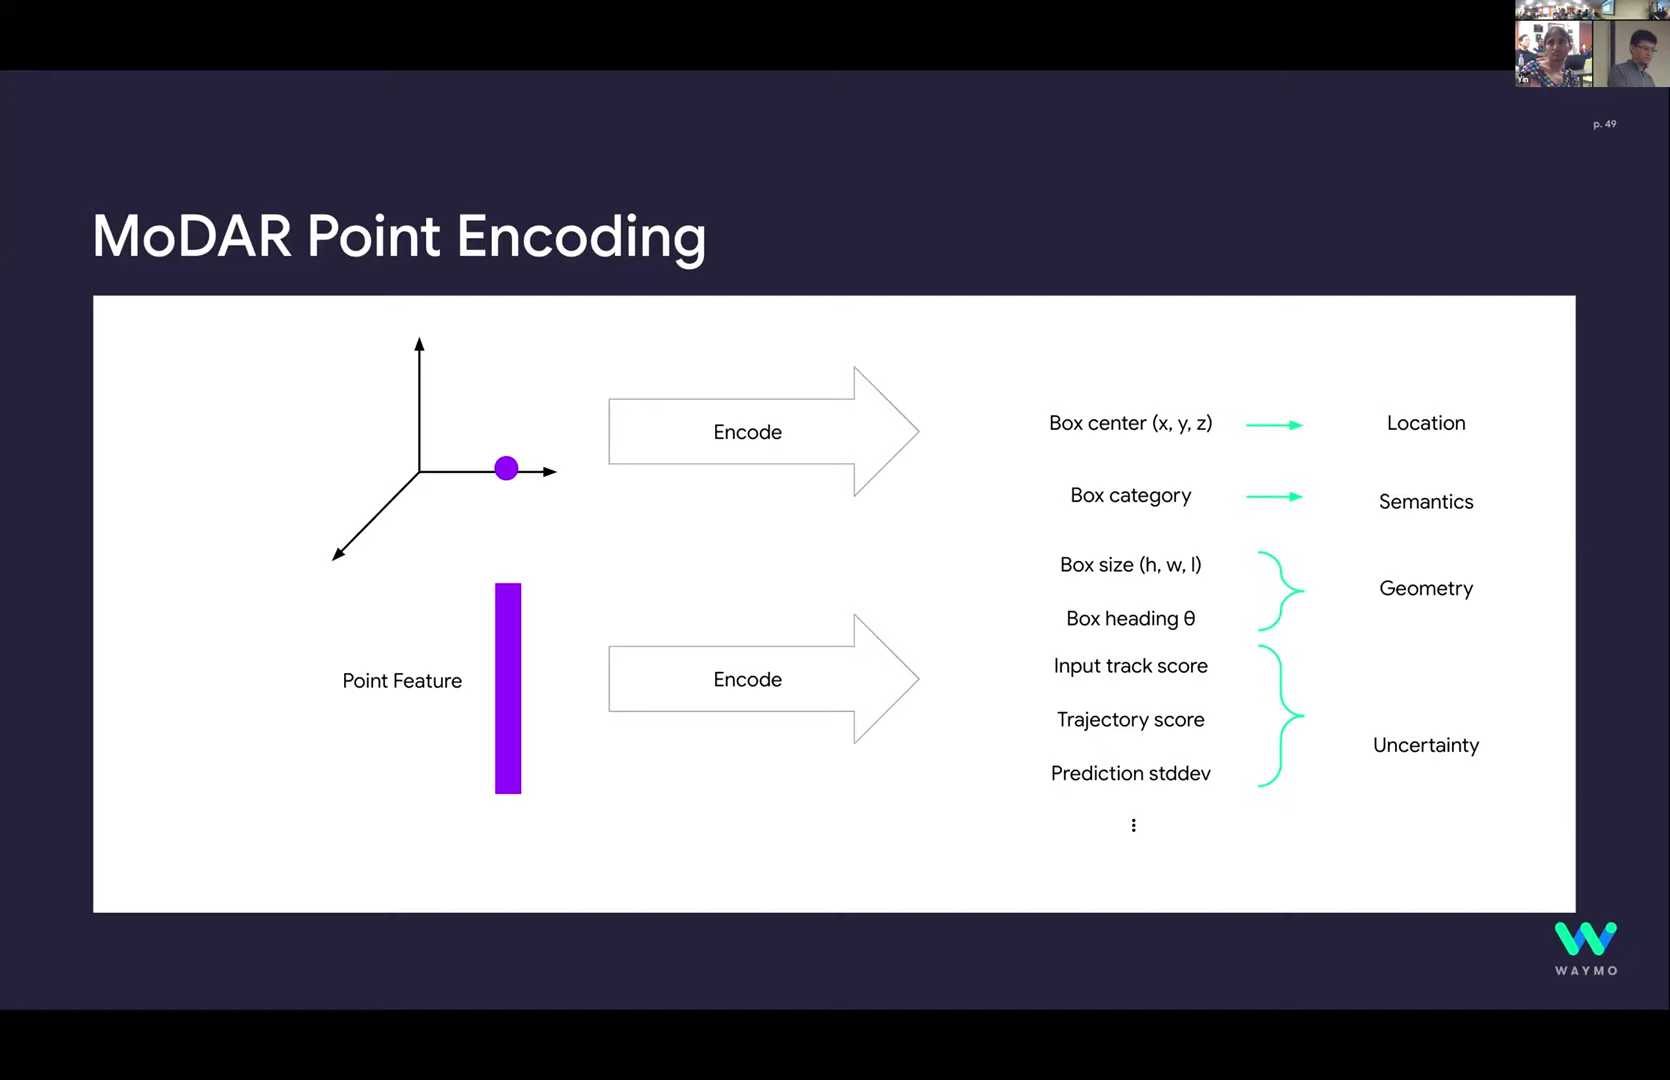 Yin
p. 49
MoDAR Point Encoding
Encode
Box center (x, y, z)
Location
Box category
Semantics
Box size (h, w, l)
Geometry
Box heading θ
Point Feature
Encode
Input track score
Trajectory score
Uncertainty
Prediction stddev
⋮
WAYMO